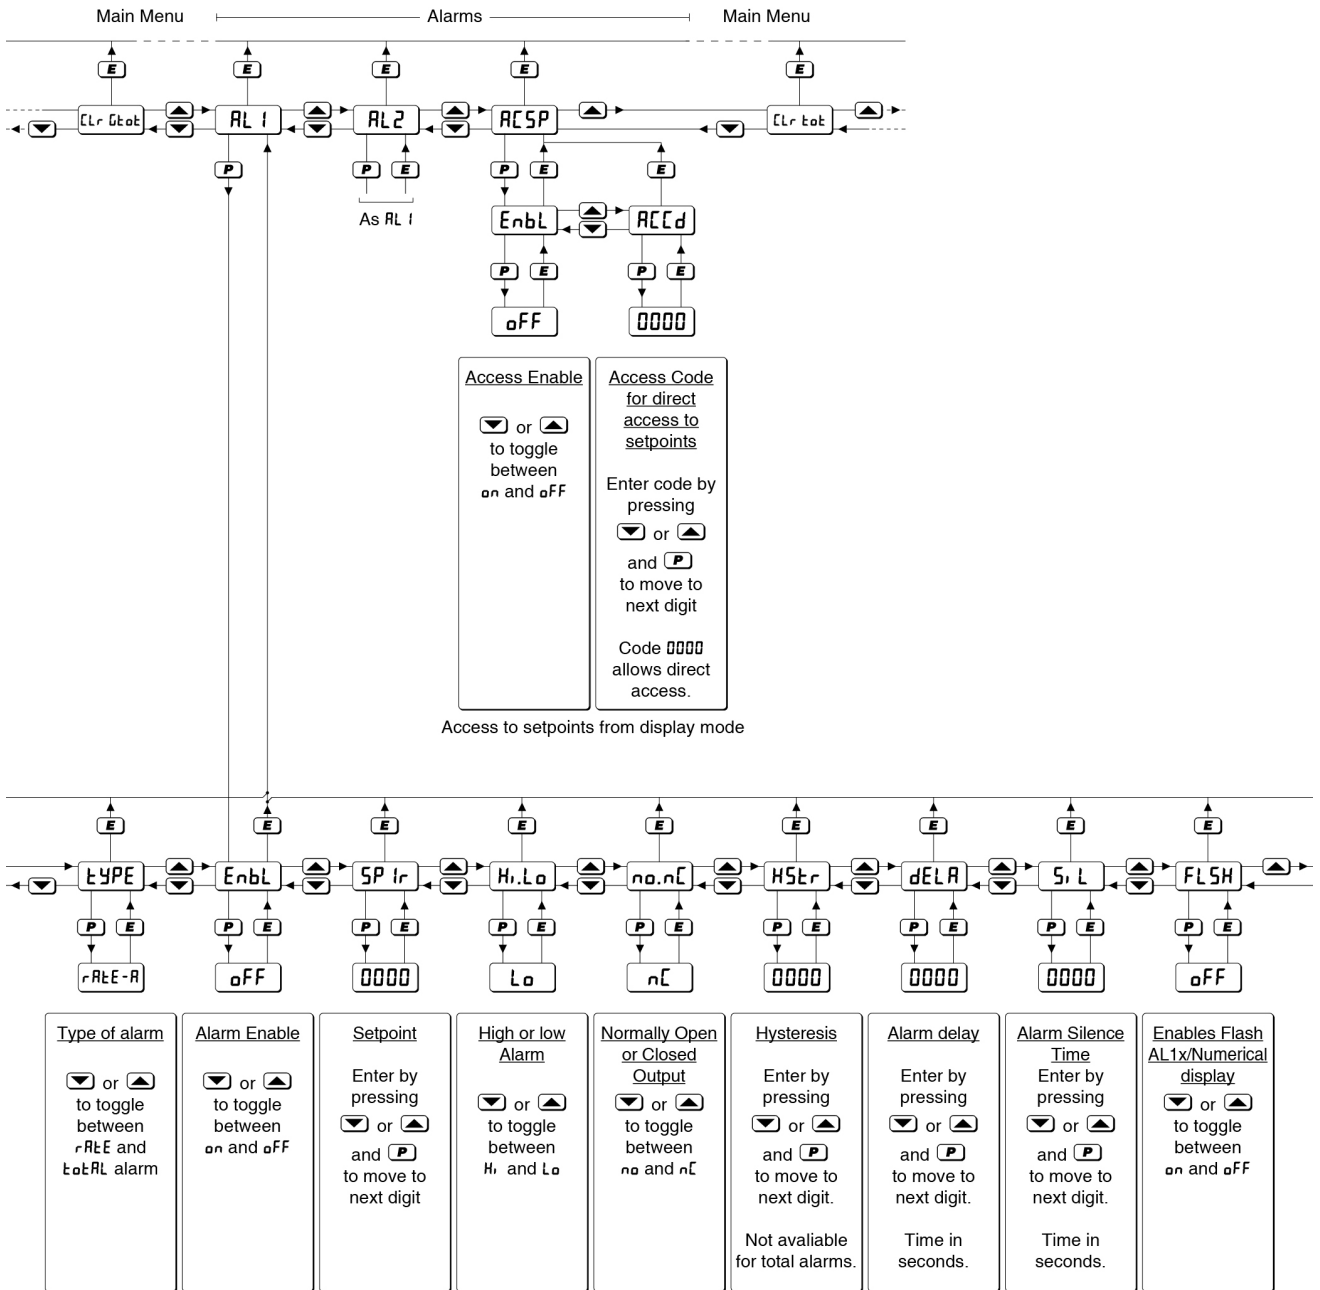 Main Menu Alarms Main Menu
E E E E E
CLr Gtot AL1 AL2 ACSP CLr tot
P P E P E E
As AL1
EnbL ACCd
P E P E
oFF 0000
Access Enable
or
to toggle
between
on and oFF
Access Code
for direct
access to
setpoints
Enter code by
pressing
or
and P
to move to
next digit
Code 0000
allows direct
access.
Access to setpoints from display mode
E E E E E E E E E
tYPE EnbL SP1r Hi.Lo no.nC HStr dELA SiL FLSH
P E P E P E P E P E P E P E P E P E
rAtE-A oFF 0000 Lo nC 0000 0000 0000 oFF
Type of alarm
or
to toggle
between
rAtE and
totAL alarm
Alarm Enable
or
to toggle
between
on and oFF
Setpoint
Enter by
pressing
or
and P
to move to
next digit
High or low
Alarm
or
to toggle
between
Hi and Lo
Normally Open
or Closed
Output
or
to toggle
between
no and nC
Hysteresis
Enter by
pressing
or
and P
to move to
next digit.
Not avaliable
for total alarms.
Alarm delay
Enter by
pressing
or
and P
to move to
next digit.
Time in
seconds.
Alarm Silence
Time
Enter by
pressing
or
and P
to move to
next digit.
Time in
seconds.
Enables Flash
AL1x/Numerical
display
or
to toggle
between
on and oFF